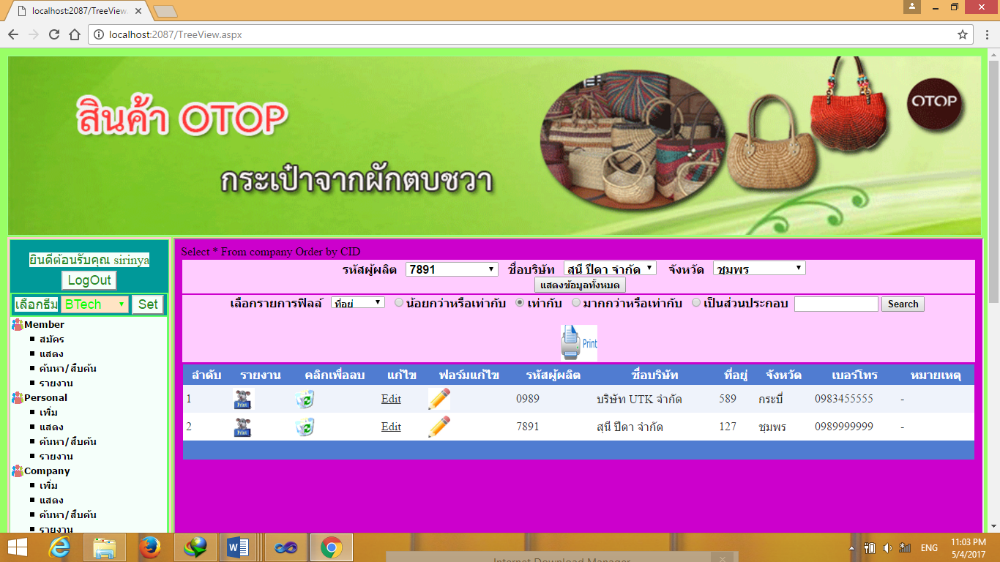 localhost:2087/TreeView.
localhost:2087/TreeView.aspx
สินค้า OTOP
กระเป๋าจากผักตบชวา
OTOP
ยินดีต้อนรับคุณ sirinya
LogOut
เลือกธีม BTech Set
Member
สมัคร
แสดง
ค้นหา/สืบค้น
รายงาน
Personal
เพิ่ม
แสดง
ค้นหา/สืบค้น
รายงาน
Company
เพิ่ม
แสดง
ค้นหา/สืบค้น
รายงาน
Select * From company Order by CID
รหัสผู้ผลิต 7891 ชื่อบริษัท สุนี ปีดา จำกัด จังหวัด ชุมพร
แสดงข้อมูลทั้งหมด
เลือกรายการฟิลล์ ที่อยู่ น้อยกว่าหรือเท่ากับ เท่ากับ มากกว่าหรือเท่ากับ เป็นส่วนประกอบ Search
Print
ลำดับ รายงาน คลิกเพื่อลบ แก้ไข ฟอร์มแก้ไข รหัสผู้ผลิต ชื่อบริษัท ที่อยู่ จังหวัด เบอร์โทร หมายเหตุ
1 Print Edit 0989 บริษัท UTK จำกัด 589 กระบี่ 0983455555 -
2 Print Edit 7891 สุนี ปีดา จำกัด 127 ชุมพร 0989999999 -
Internet Download Manager
ENG
11:03 PM
5/4/2017